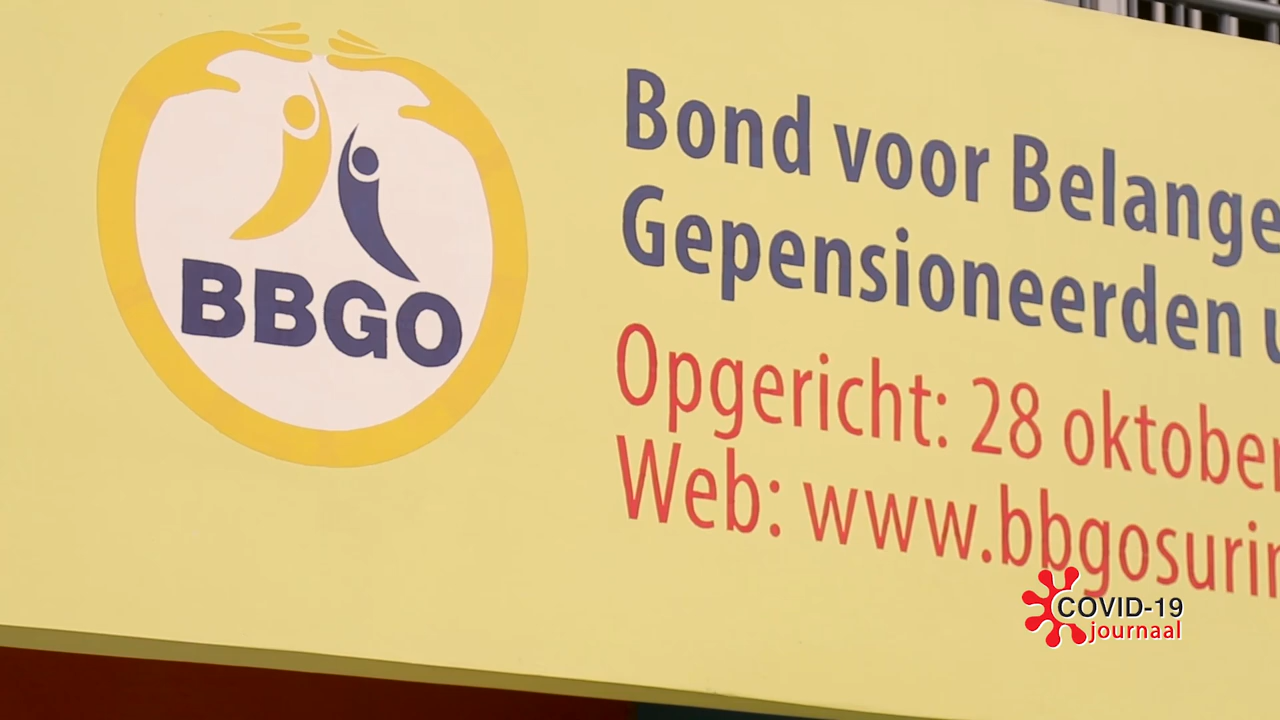 BBGO
Bond voor Belange
Gepensioneerden u
Opgericht: 28 oktober
Web: www.bbgosurin
COVID-19
journaal